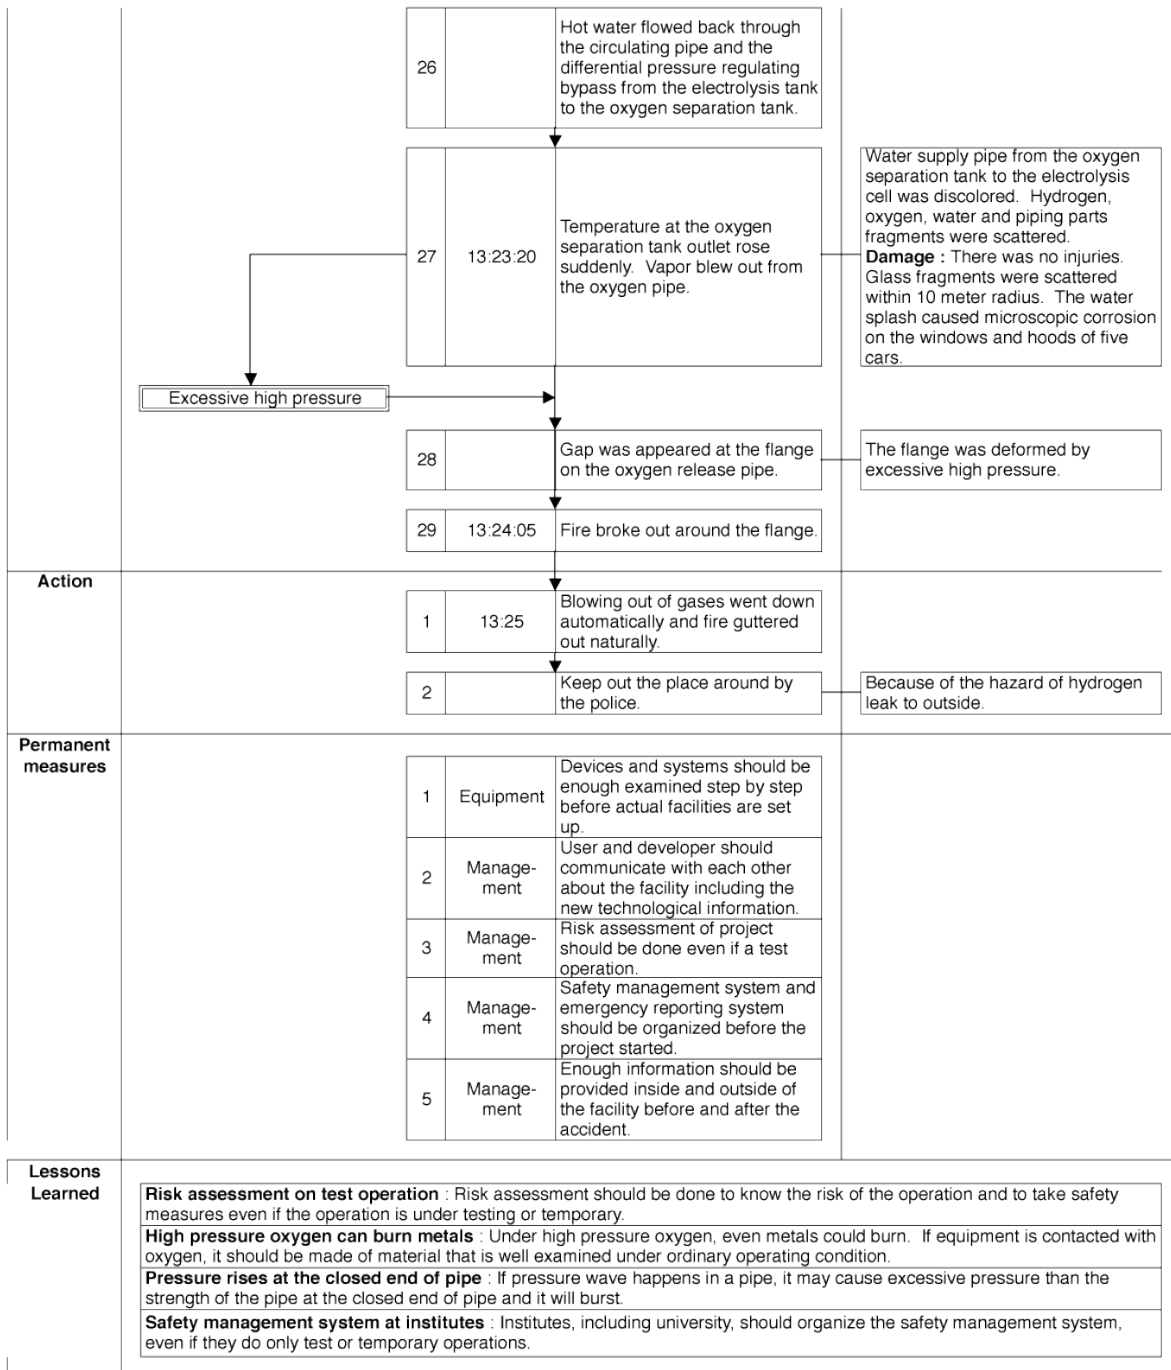 26
Hot water flowed back through
the circulating pipe and the
differential pressure regulating
bypass from the electrolysis tank
to the oxygen separation tank.
27
13:23:20
Temperature at the oxygen
separation tank outlet rose
suddenly. Vapor blew out from
the oxygen pipe.
Water supply pipe from the oxygen
separation tank to the electrolysis
cell was discolored. Hydrogen,
oxygen, water and piping parts
fragments were scattered.
Damage : There was no injuries.
Glass fragments were scattered
within 10 meter radius. The water
splash caused microscopic corrosion
on the windows and hoods of five
cars.
Excessive high pressure
28
Gap was appeared at the flange
on the oxygen release pipe.
The flange was deformed by
excessive high pressure.
29
13:24:05
Fire broke out around the flange.
Action
1
13:25
Blowing out of gases went down
automatically and fire guttered
out naturally.
2
Keep out the place around by
the police.
Because of the hazard of hydrogen
leak to outside.
Permanent
measures
1
Equipment
Devices and systems should be
enough examined step by step
before actual facilities are set
up.
2
Manage-
ment
User and developer should
communicate with each other
about the facility including the
new technological information.
3
Manage-
ment
Risk assessment of project
should be done even if a test
operation.
4
Manage-
ment
Safety management system and
emergency reporting system
should be organized before the
project started.
5
Manage-
ment
Enough information should be
provided inside and outside of
the facility before and after the
accident.
Lessons
Learned
Risk assessment on test operation : Risk assessment should be done to know the risk of the operation and to take safety
measures even if the operation is under testing or temporary.
High pressure oxygen can burn metals : Under high pressure oxygen, even metals could burn. If equipment is contacted with
oxygen, it should be made of material that is well examined under ordinary operating condition.
Pressure rises at the closed end of pipe : If pressure wave happens in a pipe, it may cause excessive pressure than the
strength of the pipe at the closed end of pipe and it will burst.
Safety management system at institutes : Institutes, including university, should organize the safety management system,
even if they do only test or temporary operations.